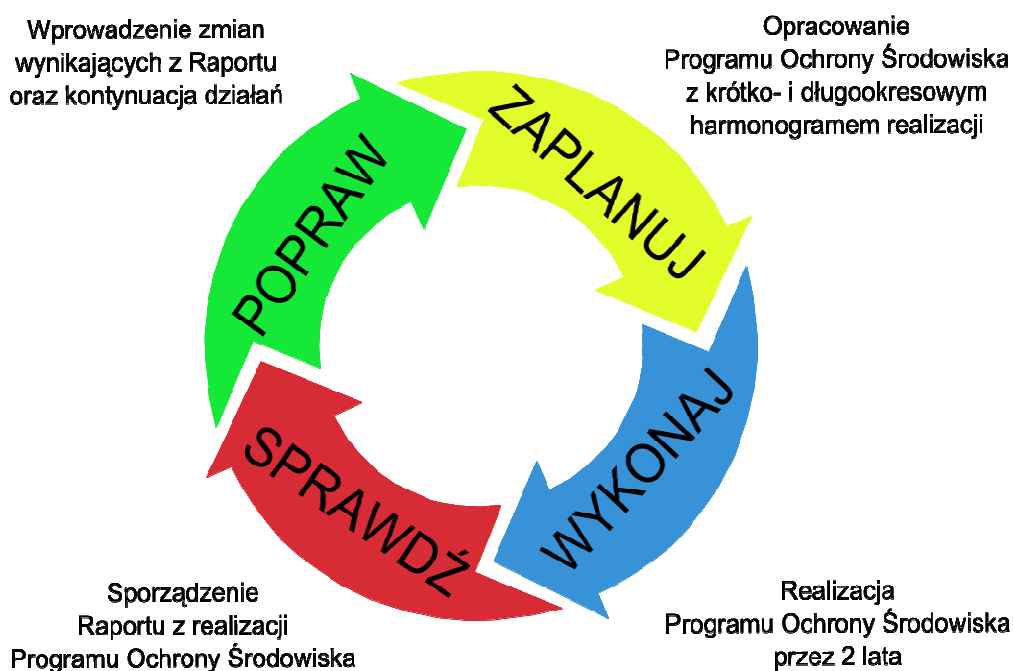 Wprowadzenie zmian
wynikających z Raportu
oraz kontynuacja działań
Opracowanie
Programu Ochrony Środowiska
z krótko- i długookresowym
harmonogramem realizacji
POPRAW
ZAPLANUJ
SPRAWDŹ
WYKONAJ
Sporządzenie
Raportu z realizacji
Programu Ochrony Środowiska
Realizacja
Programu Ochrony Środowiska
przez 2 lata